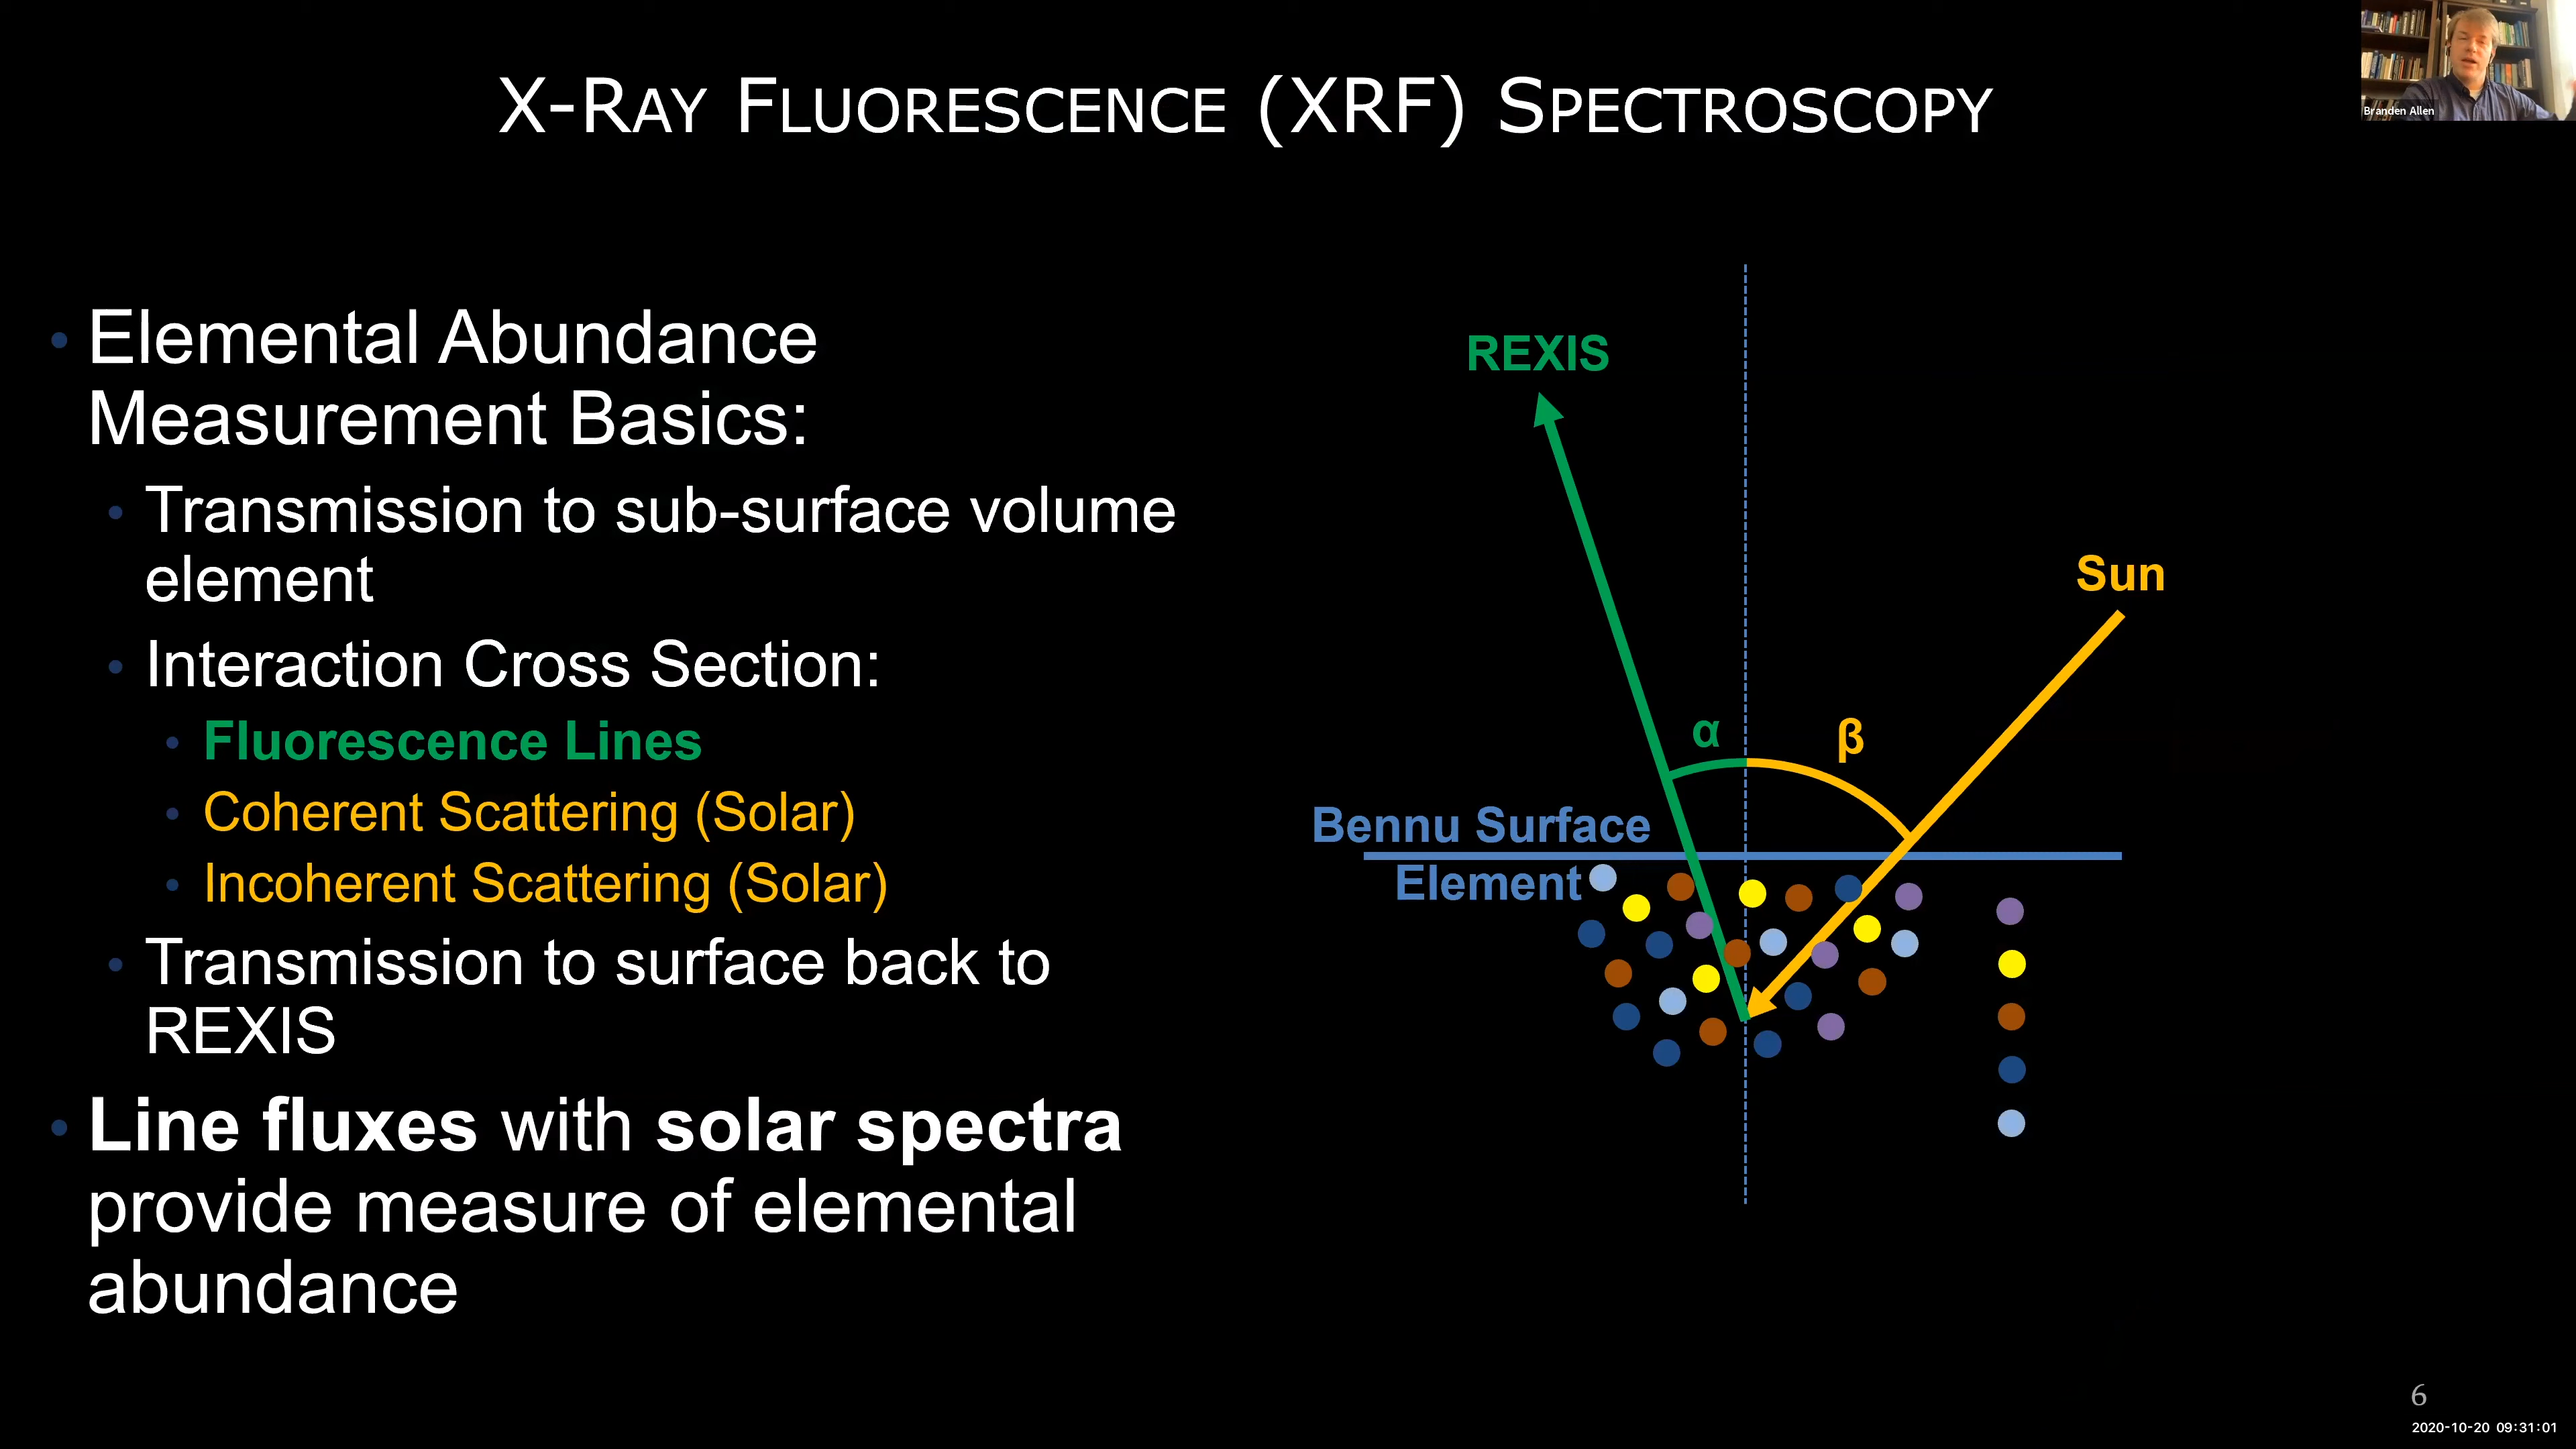 X-RAY FLUORESCENCE (XRF) SPECTROSCOPY
Branden Allen
• Elemental Abundance
Measurement Basics:
• Transmission to sub-surface volume
element
• Interaction Cross Section:
• Fluorescence Lines
• Coherent Scattering (Solar)
• Incoherent Scattering (Solar)
• Transmission to surface back to
REXIS
• Line fluxes with solar spectra
provide measure of elemental
abundance
REXIS
Sun
α
β
Bennu Surface
Element
6
2020-10-20 09:31:01